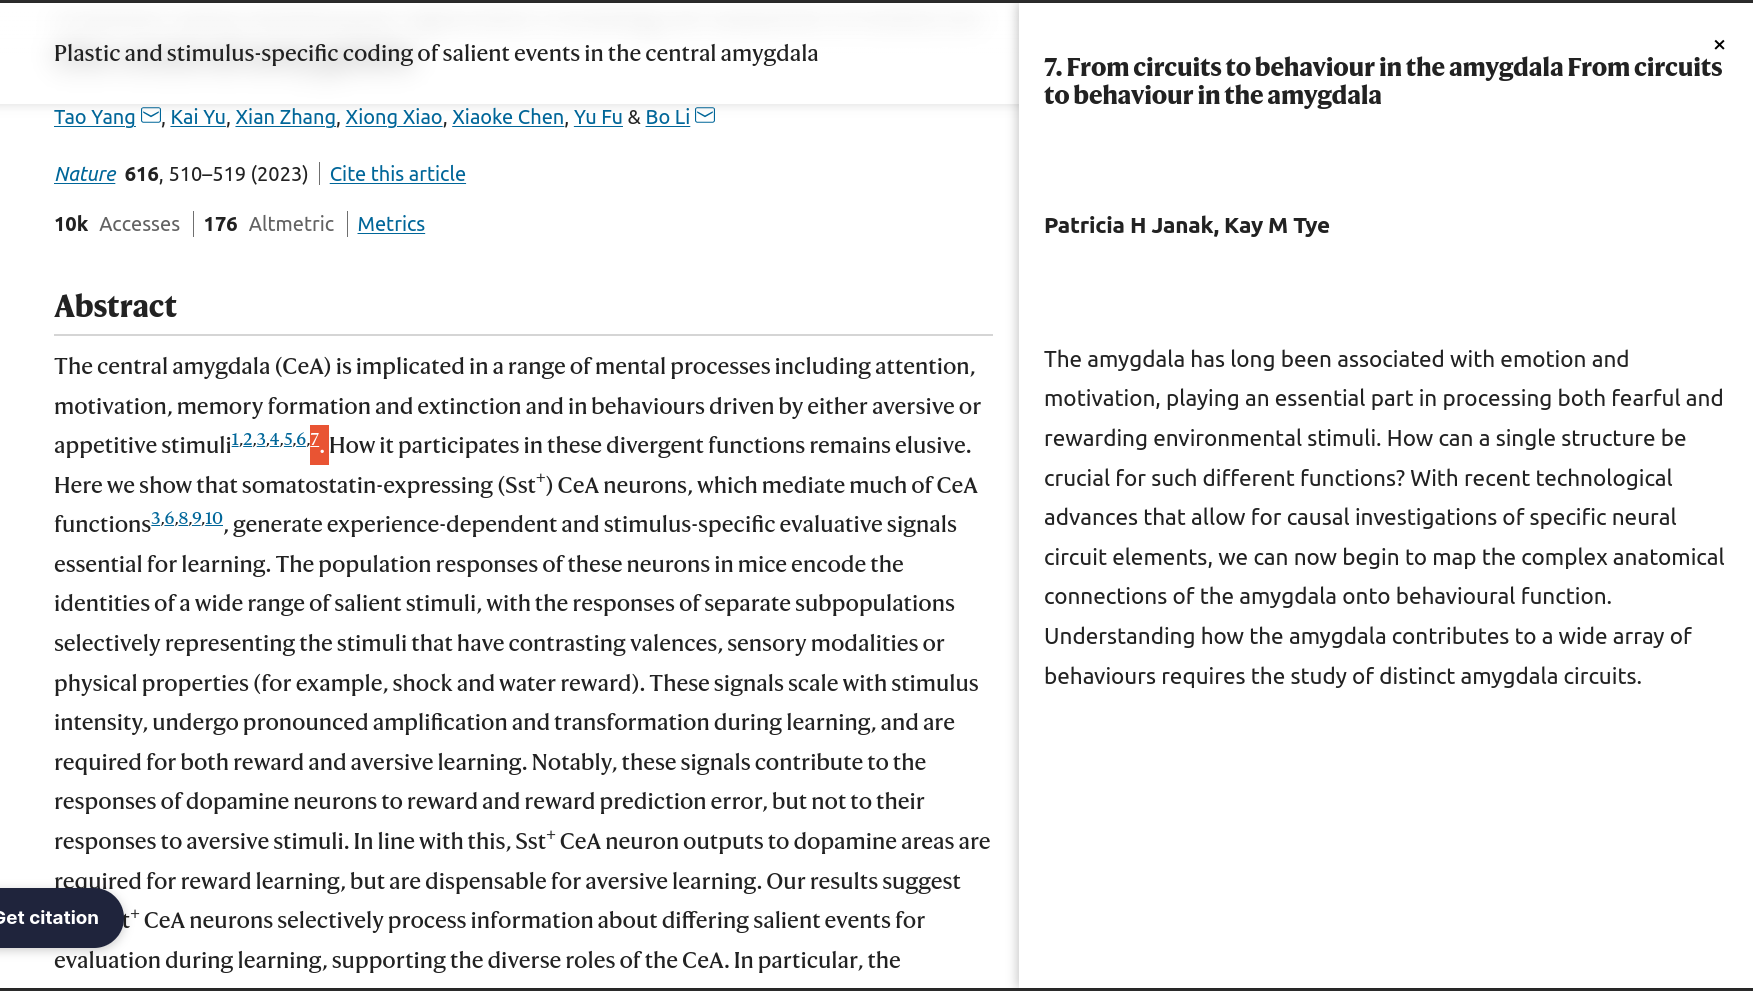 Plastic and stimulus-specific coding of salient events in the central amygdala
Tao Yang, Kai Yu, Xian Zhang, Xiong Xiao, Xiaoke Chen, Yu Fu & Bo Li
Nature 616, 510–519 (2023) Cite this article
10k Accesses 176 Altmetric Metrics
Abstract
The central amygdala (CeA) is implicated in a range of mental processes including attention,
motivation, memory formation and extinction and in behaviours driven by either aversive or
appetitive stimuli1,2,3,4,5,6,7. How it participates in these divergent functions remains elusive.
Here we show that somatostatin-expressing (Sst+) CeA neurons, which mediate much of CeA
functions3,6,8,9,10, generate experience-dependent and stimulus-specific evaluative signals
essential for learning. The population responses of these neurons in mice encode the
identities of a wide range of salient stimuli, with the responses of separate subpopulations
selectively representing the stimuli that have contrasting valences, sensory modalities or
physical properties (for example, shock and water reward). These signals scale with stimulus
intensity, undergo pronounced amplification and transformation during learning, and are
required for both reward and aversive learning. Notably, these signals contribute to the
responses of dopamine neurons to reward and reward prediction error, but not to their
responses to aversive stimuli. In line with this, Sst+ CeA neuron outputs to dopamine areas are
required for reward learning, but are dispensable for aversive learning. Our results suggest
t+ CeA neurons selectively process information about differing salient events for
evaluation during learning, supporting the diverse roles of the CeA. In particular, the
Get citation
×
7. From circuits to behaviour in the amygdala From circuits
to behaviour in the amygdala
Patricia H Janak, Kay M Tye
The amygdala has long been associated with emotion and
motivation, playing an essential part in processing both fearful and
rewarding environmental stimuli. How can a single structure be
crucial for such different functions? With recent technological
advances that allow for causal investigations of specific neural
circuit elements, we can now begin to map the complex anatomical
connections of the amygdala onto behavioural function.
Understanding how the amygdala contributes to a wide array of
behaviours requires the study of distinct amygdala circuits.